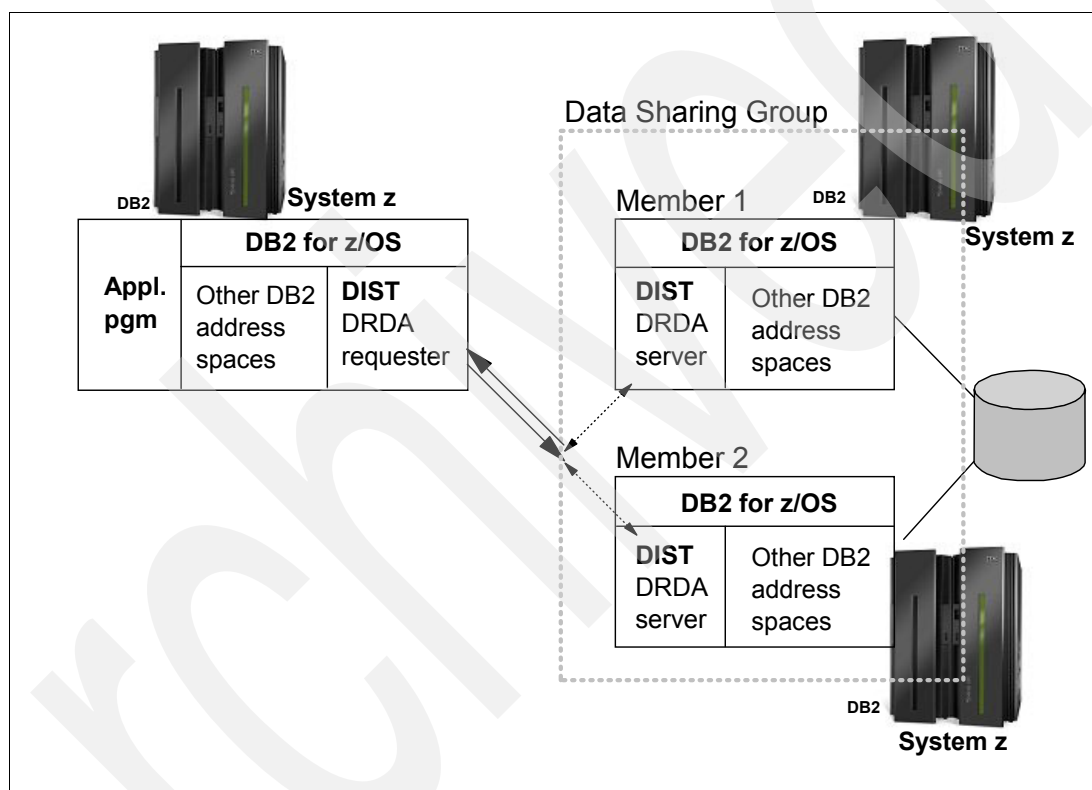 Data Sharing Group
DB2
System z
DB2 for z/OS
Appl.
pgm
Other DB2
address
spaces
DIST
DRDA
requester
Member 1
DB2
System z
DB2 for z/OS
DIST
DRDA
server
Other DB2
address
spaces
Member 2
DB2 for z/OS
DIST
DRDA
server
Other DB2
address
spaces
DB2
System z